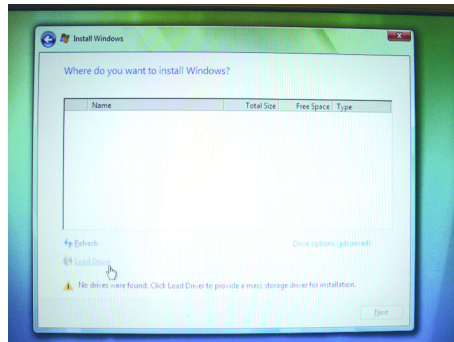 Install Windows
Where do you want to install Windows?
Name Total Size Free Space Type
Refresh Drive options (advanced)
Load Driver
No drives were found. Click Load Driver to provide a mass storage driver for installation.
Next